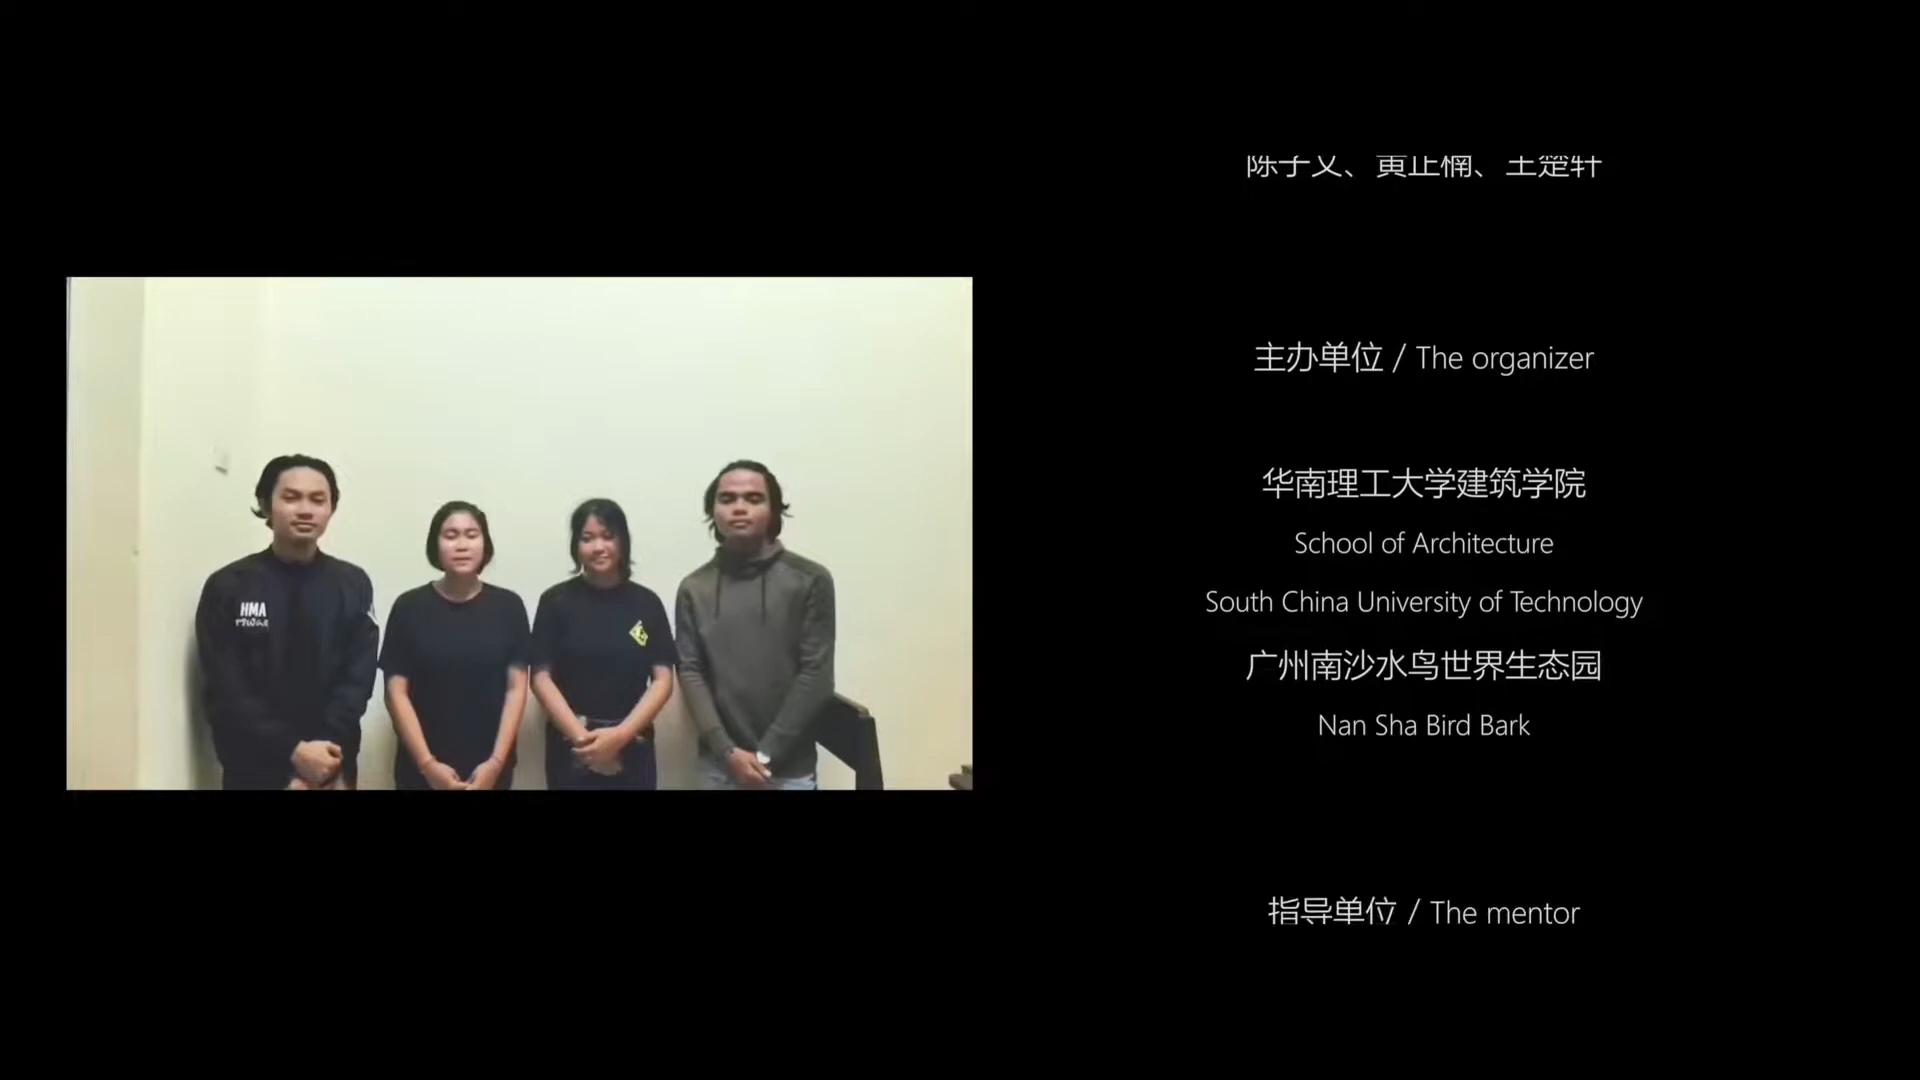 HMA
主办单位 / The organizer
华南理工大学建筑学院
School of Architecture
South China University of Technology
广州南沙水鸟世界生态园
Nan Sha Bird Bark
指导单位 / The mentor